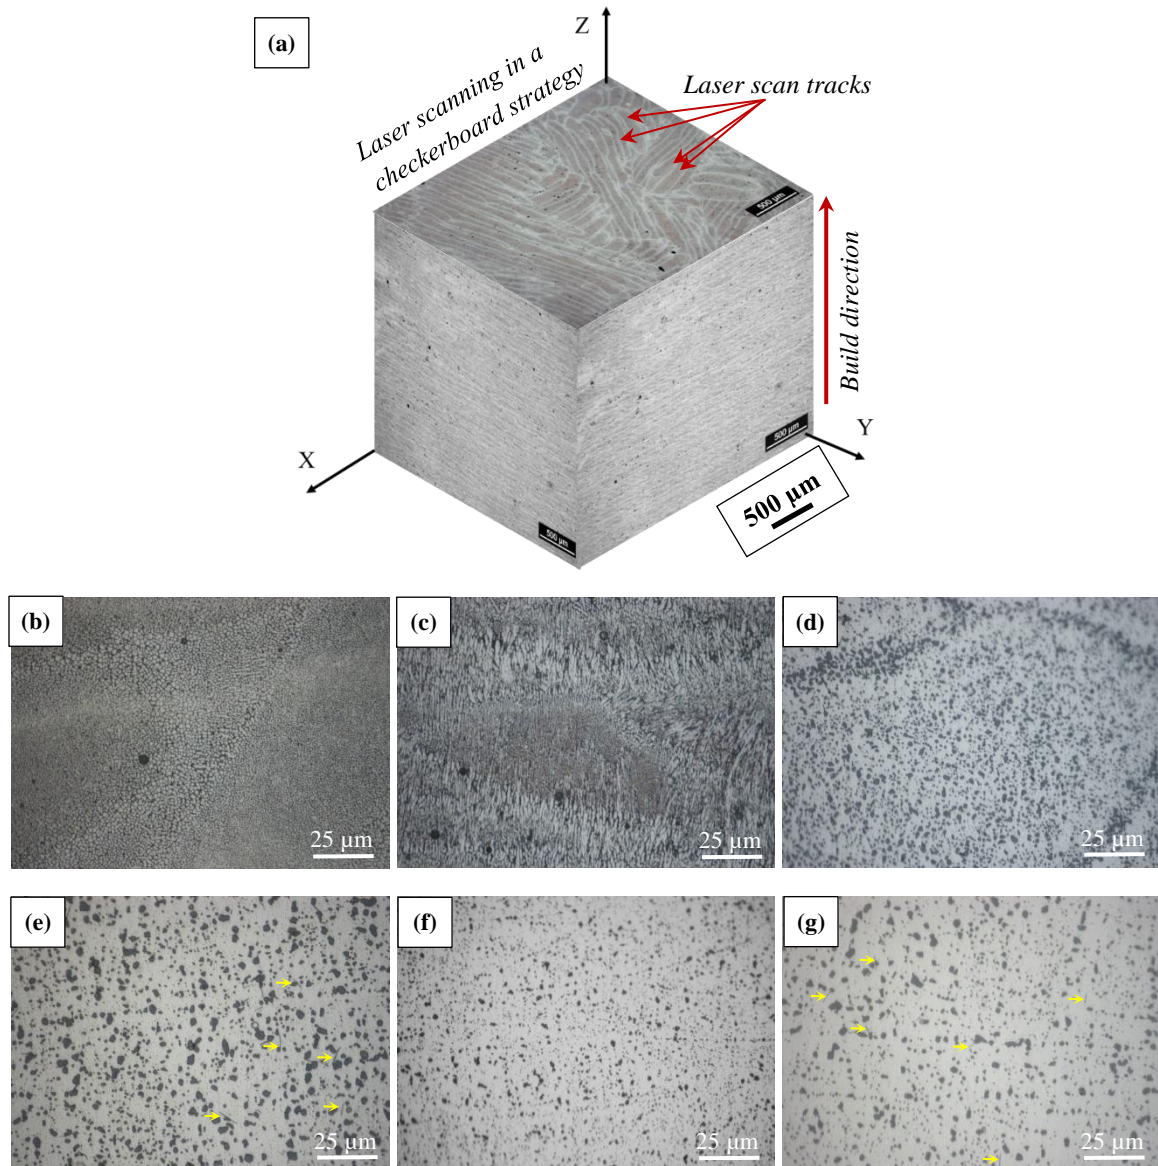 (a)
Z
Laser scanning in a
checkerboard strategy
Laser scan tracks
500 µm
Build direction
X
Y
500 µm
500 µm
500 µm
(b)
25 µm
(c)
25 µm
(d)
25 µm
(e)
25 µm
(f)
25 µm
(g)
25 µm